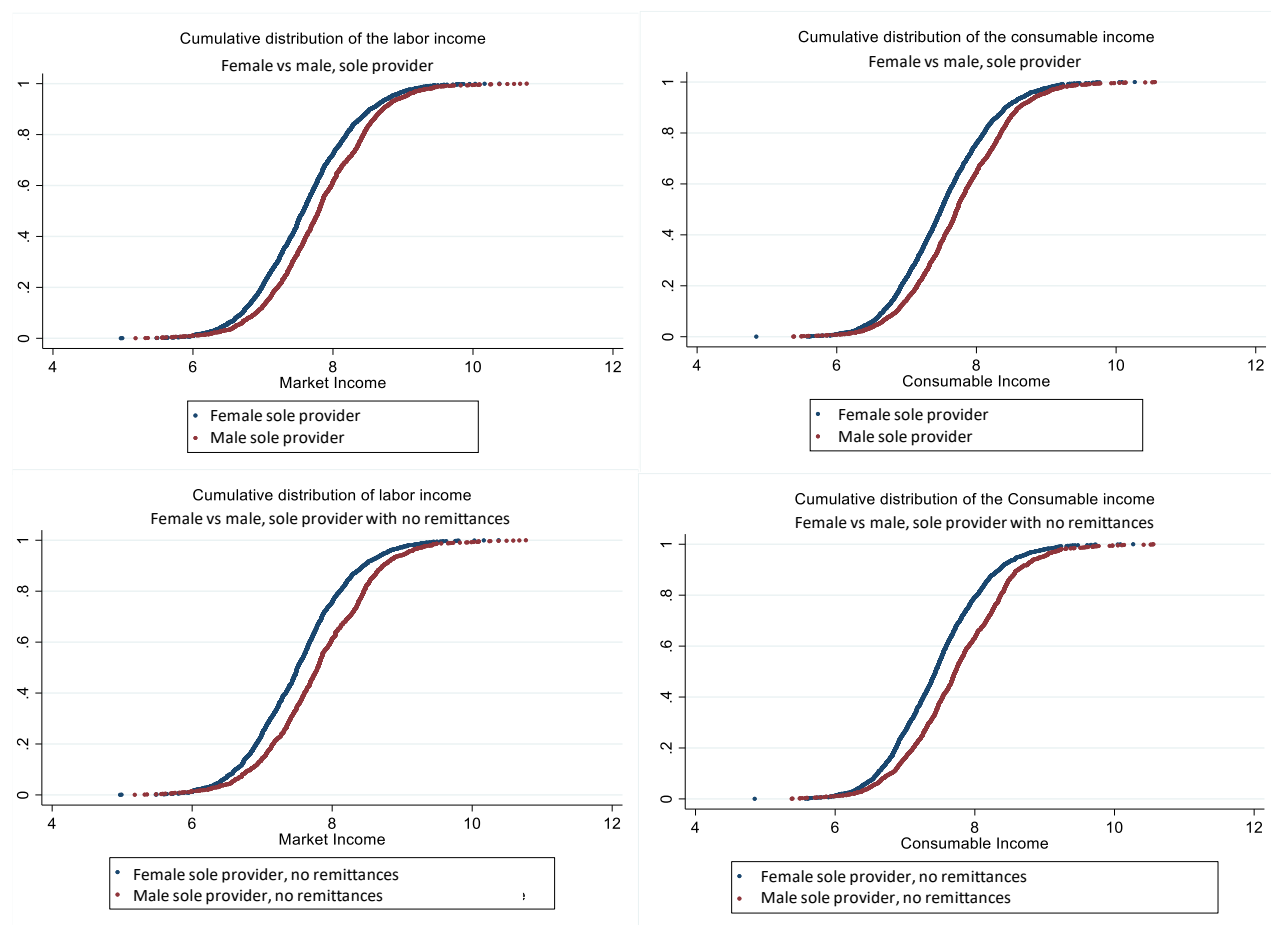 Cumulative distribution of the labor income
Female vs male, sole provider
1
.8
.6
.4
.2
0
4 6 8 10 12
Market Income
Female sole provider
Male sole provider
Cumulative distribution of the consumable income
Female vs male, sole provider
1
.8
.6
.4
.2
0
4 6 8 10 12
Consumable Income
Female sole provider
Male sole provider
Cumulative distribution of labor income
Female vs male, sole provider with no remittances
1
.8
.6
.4
.2
0
4 6 8 10 12
Market Income
Female sole provider, no remittances
Male sole provider, no remittances
Cumulative distribution of the Consumable income
Female vs male, sole provider with no remittances
1
.8
.6
.4
.2
0
4 6 8 10 12
Consumable Income
Female sole provider, no remittances
Male sole provider, no remittances